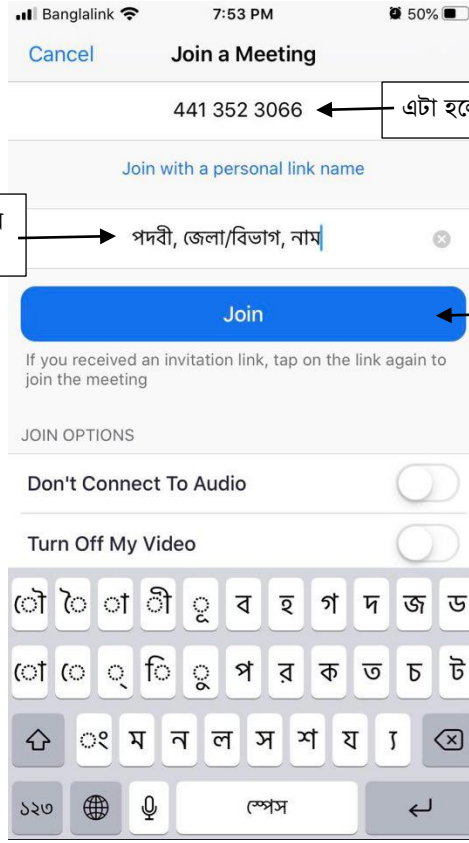 Banglalink 7:53 PM 50%
Cancel Join a Meeting
441 352 3066 এটা
Join with a personal link name
পদবী, জেলা/বিভাগ, নাম
Join
If you received an invitation link, tap on the link again to
join the meeting
JOIN OPTIONS
Don't Connect To Audio
Turn Off My Video
ৌ ৈ া ী ূ ব হ গ দ জ ড
ো ে ্ ি ু প র ক ত চ ট
ং ম ন ল স শ য ্য
১২৩ স্পেস